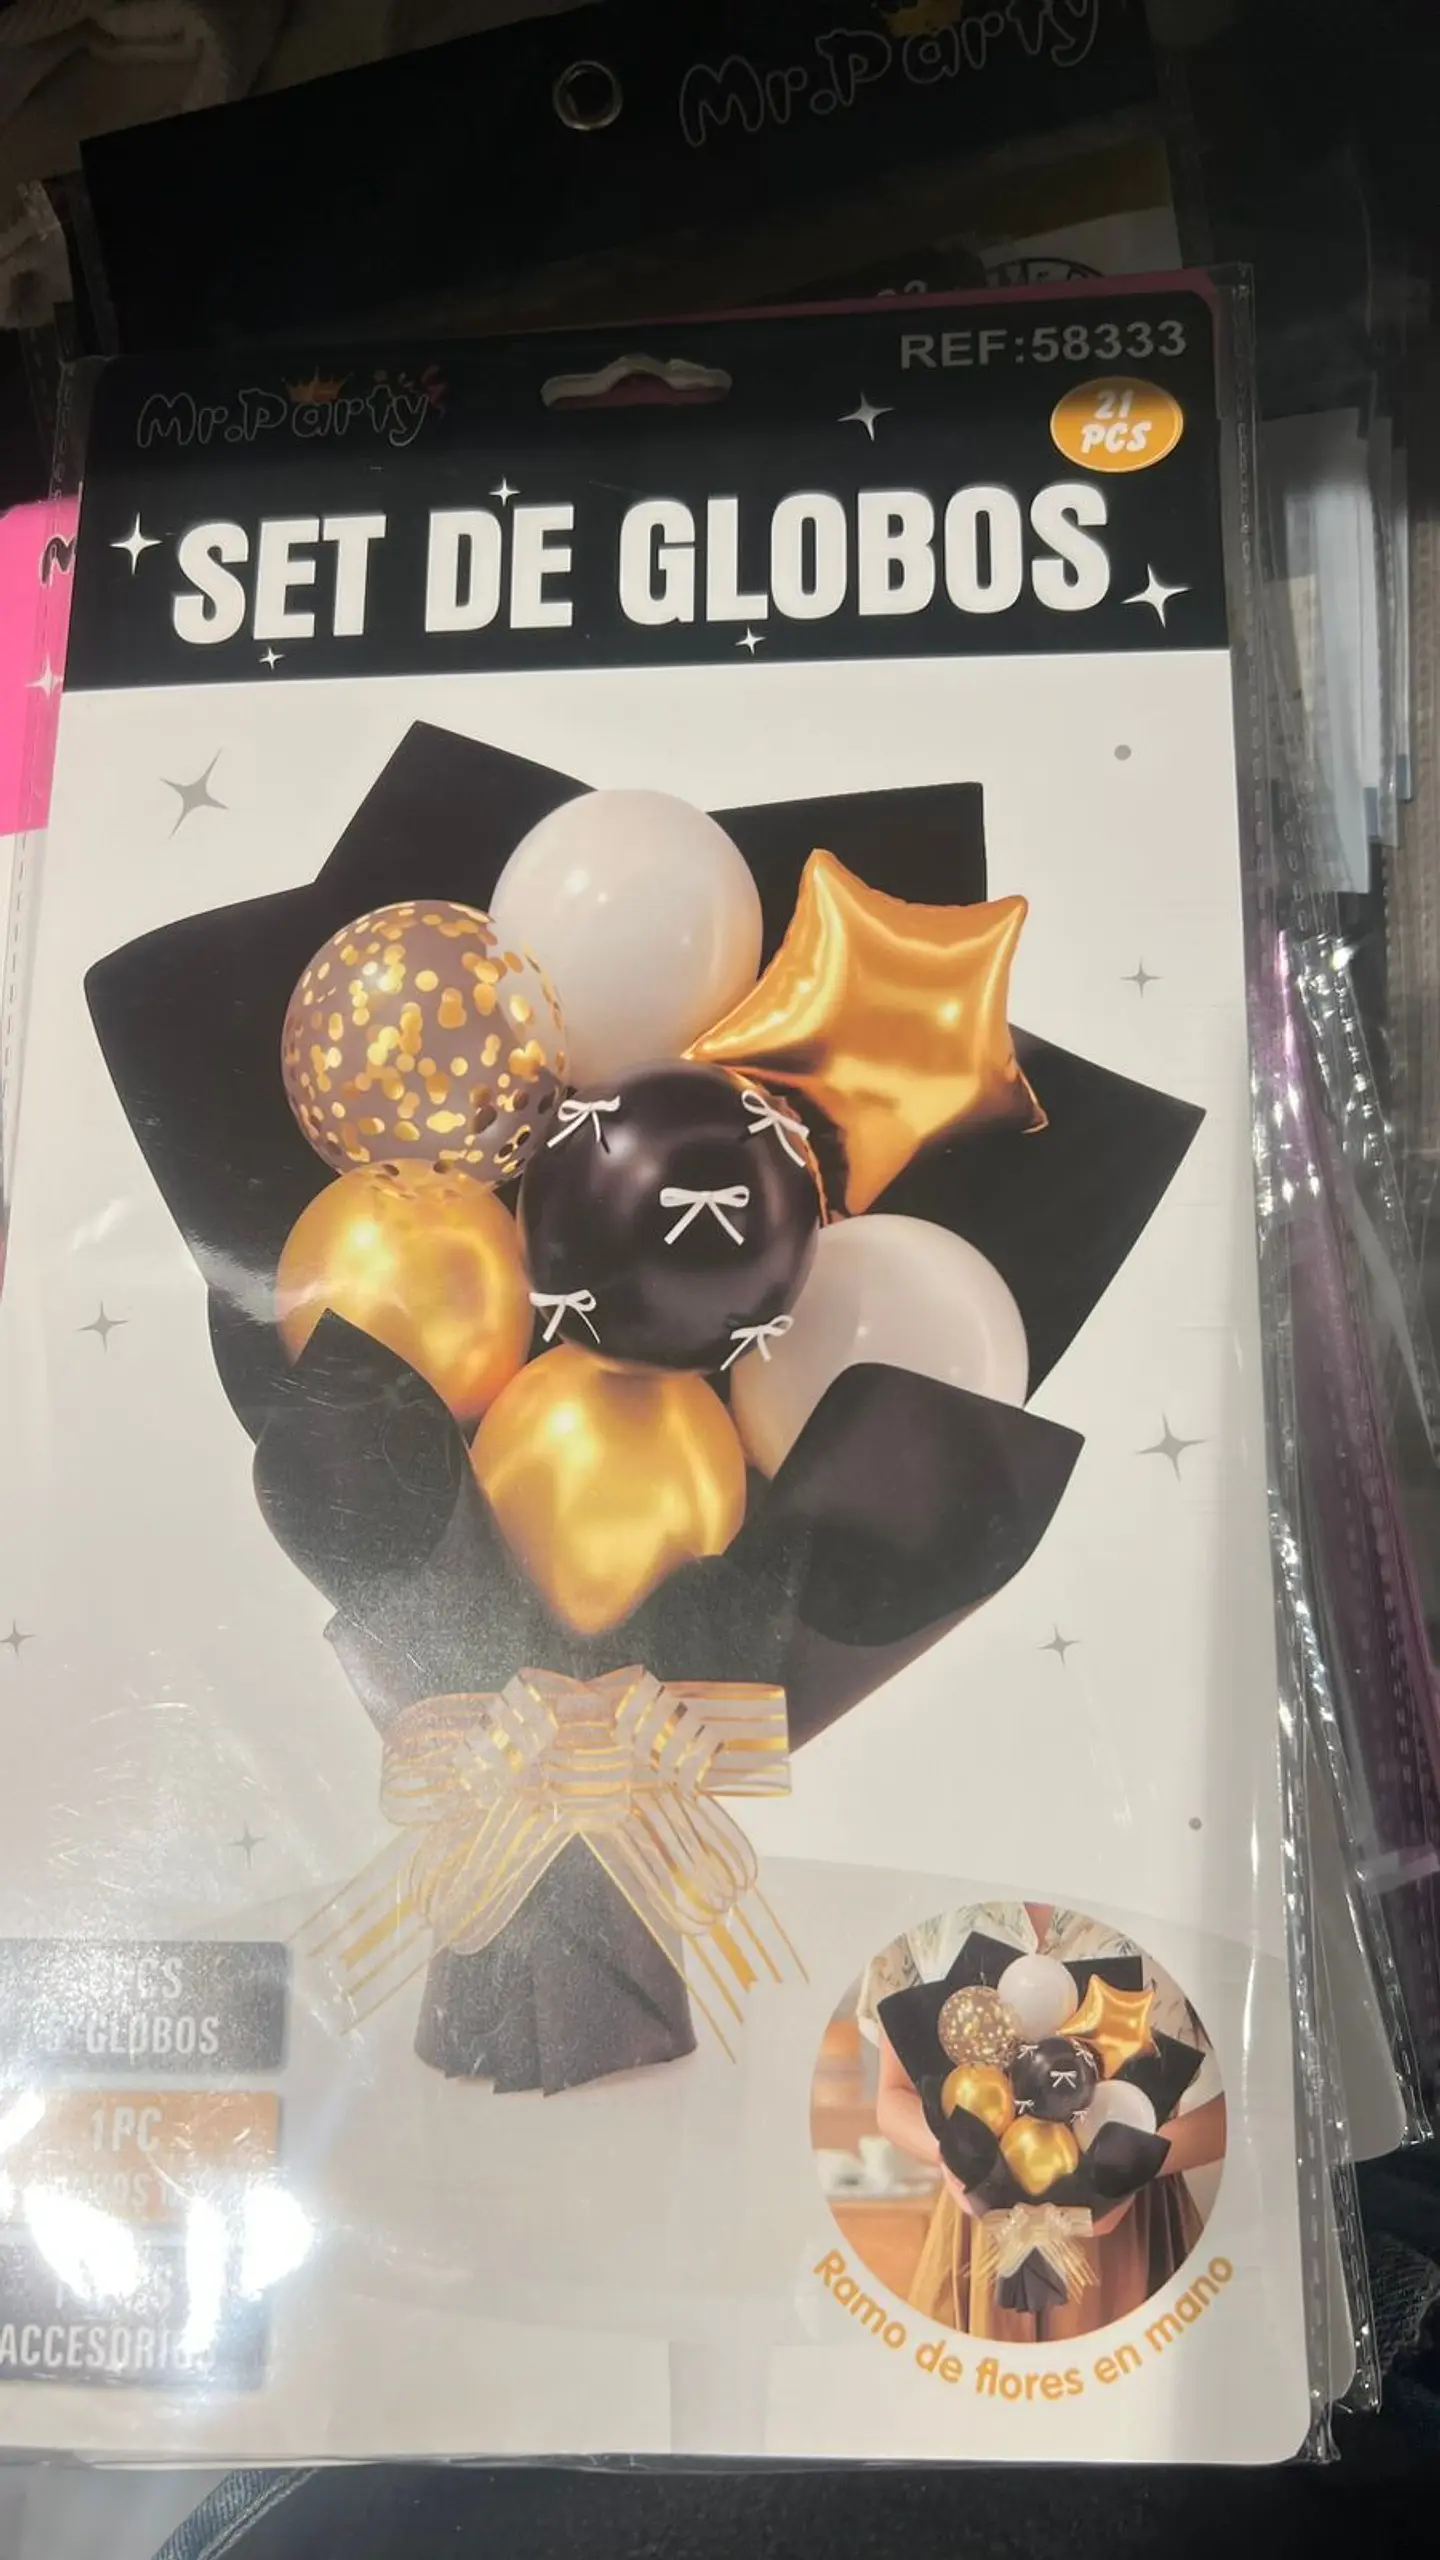 Mr.Party
REF:58333
Mr.Party
21
PCS
SET DE GLOBOS
GLOBOS
1PC
ACCESORIOS
Ramo de flores en mano